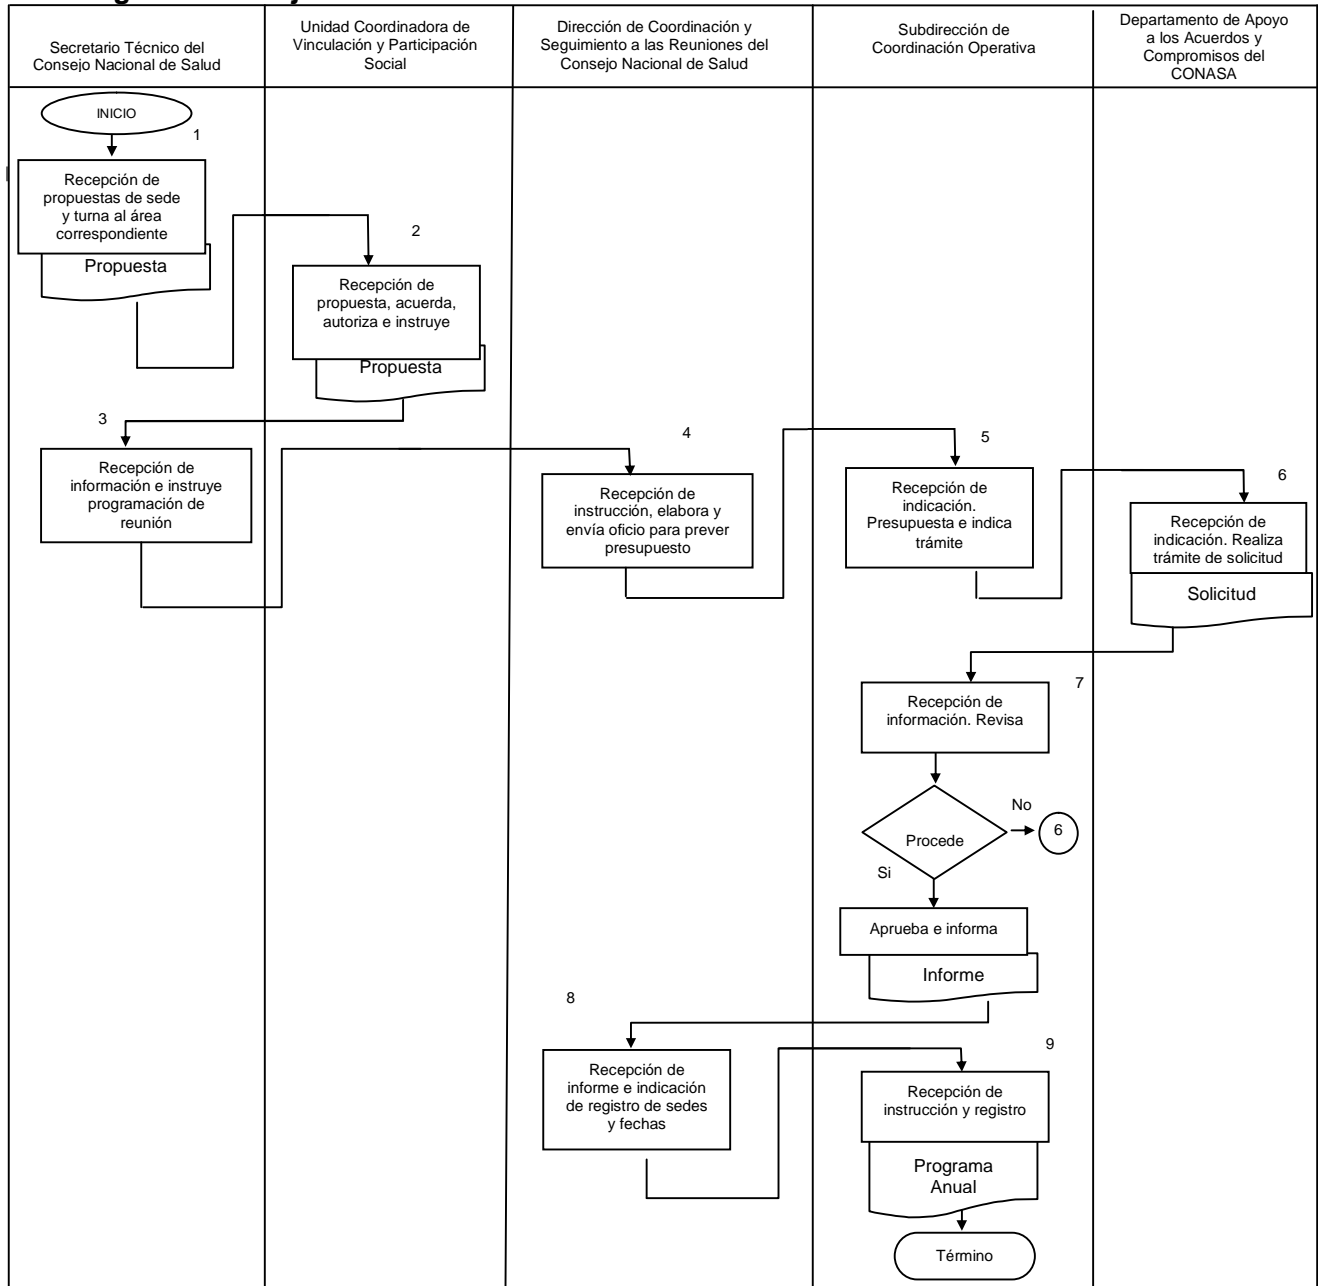 Secretario Técnico del
Consejo Nacional de Salud
Unidad Coordinadora de
Vinculación y Participación
Social
Dirección de Coordinación y
Seguimiento a las Reuniones del
Consejo Nacional de Salud
Subdirección de
Coordinación Operativa
Departamento de Apoyo
a los Acuerdos y
Compromisos del
CONASA
INICIO
1
Recepción de
propuestas de sede
y turna al área
correspondiente
Propuesta
2
Recepción de
propuesta, acuerda,
autoriza e instruye
Propuesta
3
Recepción de
información e instruye
programación de
reunión
4
Recepción de
instrucción, elabora y
envía oficio para prever
presupuesto
5
Recepción de
indicación.
Presupuesta e indica
trámite
6
Recepción de
indicación. Realiza
trámite de solicitud
Solicitud
7
Recepción de
información. Revisa
Procede
No
6
Si
Aprueba e informa
Informe
8
Recepción de
informe e indicación
de registro de sedes
y fechas
9
Recepción de
instrucción y registro
Programa
Anual
Término